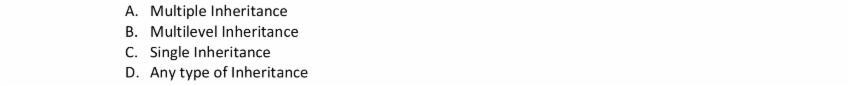 A. Multiple Inheritance
B. Multilevel Inheritance
C. Single Inheritance
D. Any type of Inheritance